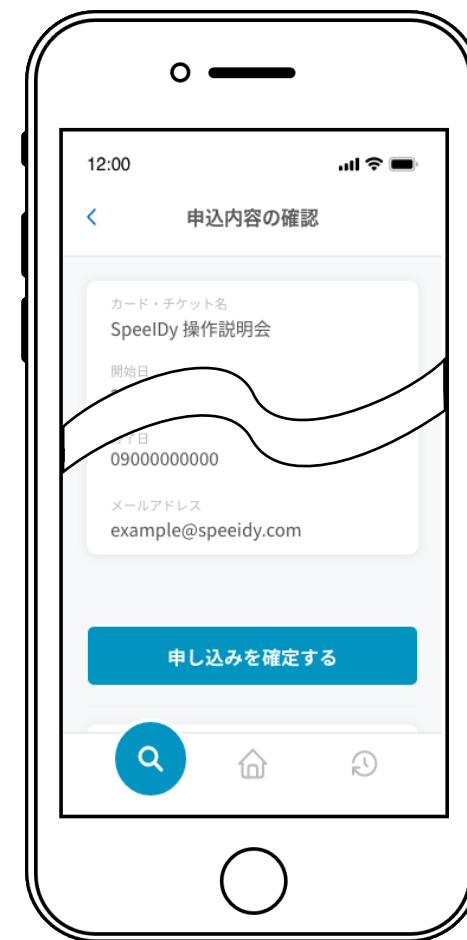 12:00
申込内容の確認
カード・チケット名
SpeeIDy 操作説明会
開始日
09000000000
メールアドレス
example@speeidy.com
申し込みを確定する